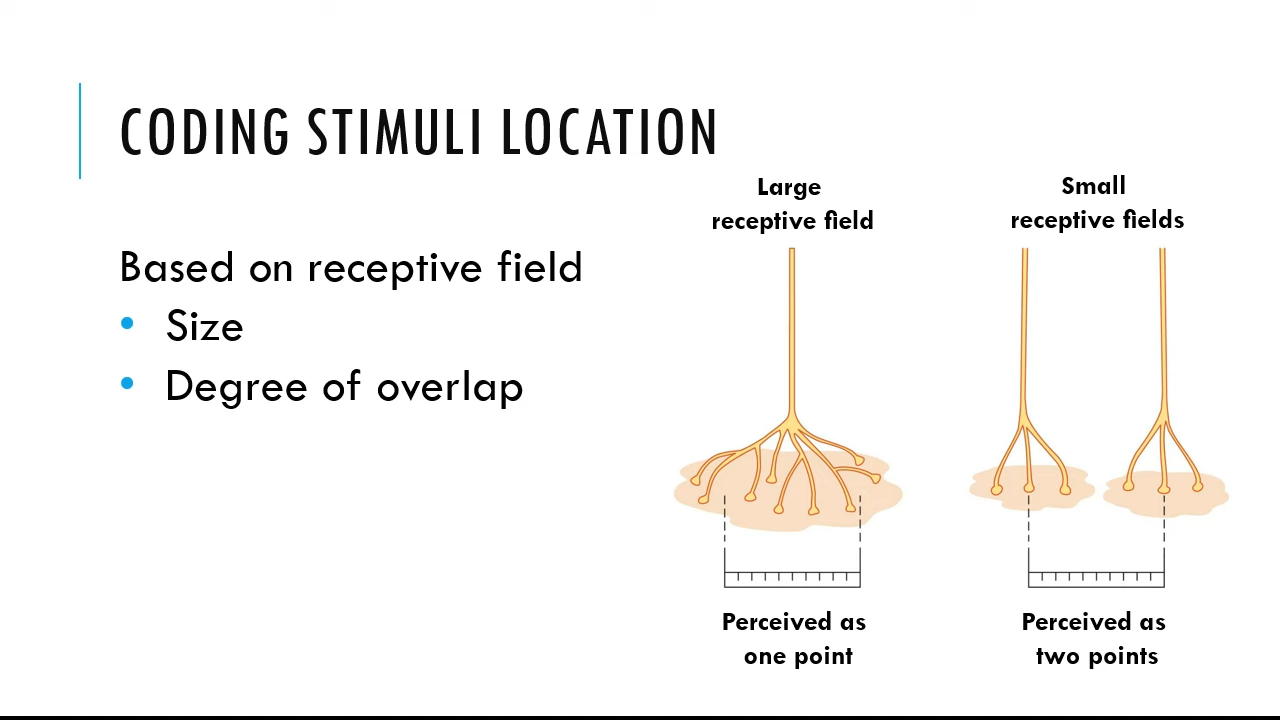 CODING STIMULI LOCATION
Based on receptive field
• Size
• Degree of overlap
Large
receptive field
Perceived as
one point
Small
receptive fields
Perceived as
two points